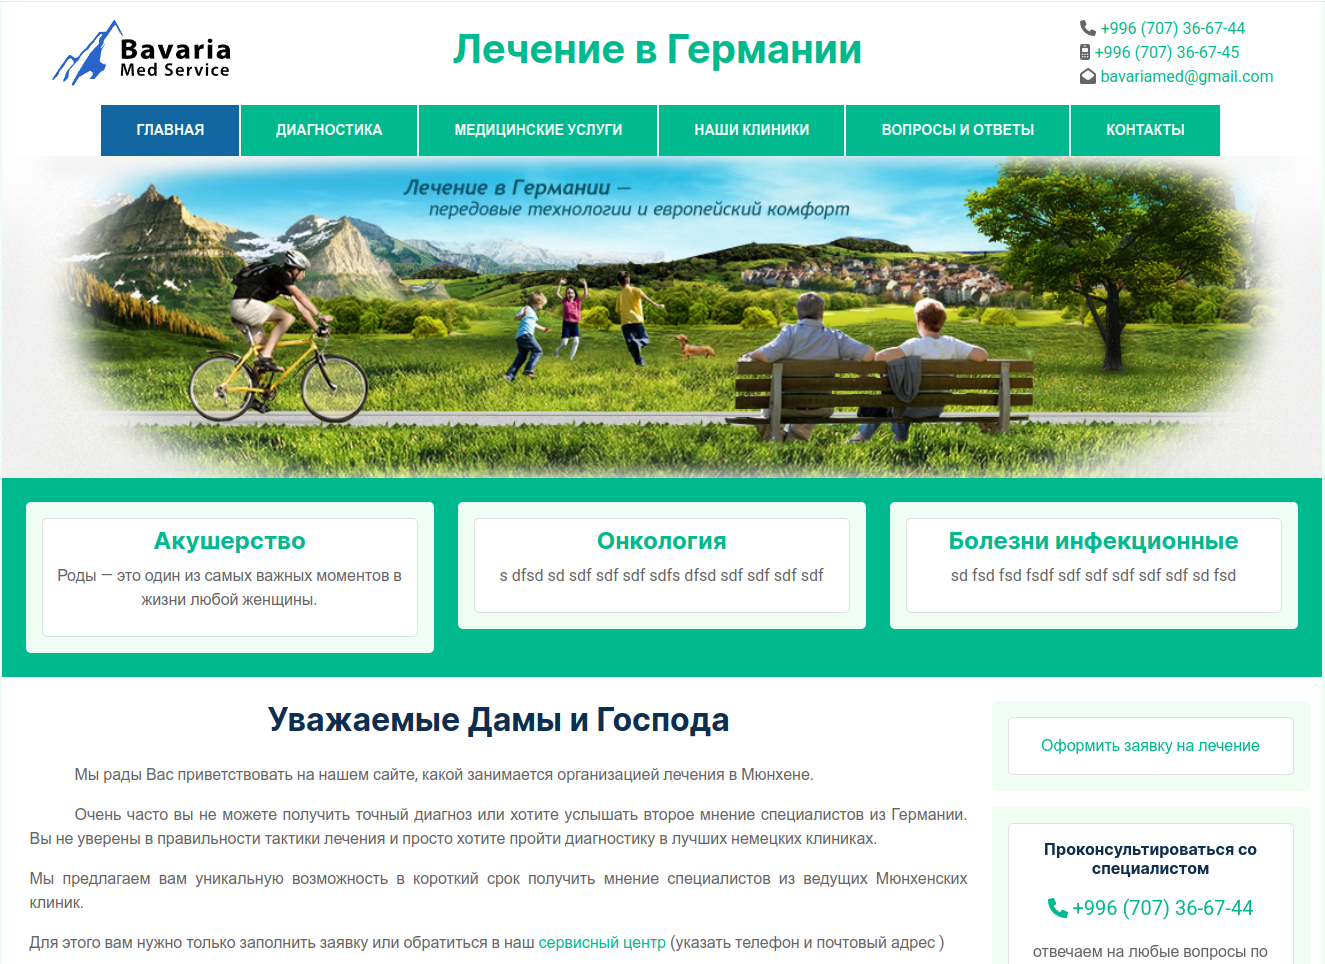 Bavaria
Med Service
Лечение в Германии
+996 (707) 36-67-44
+996 (707) 36-67-45
bavariamed@gmail.com
ГЛАВНАЯ
ДИАГНОСТИКА
МЕДИЦИНСКИЕ УСЛУГИ
НАШИ КЛИНИКИ
ВОПРОСЫ И ОТВЕТЫ
КОНТАКТЫ
Лечение в Германии —
передовые технологии и европейский комфорт
Акушерство
Роды — это один из самых важных моментов в
жизни любой женщины.
Онкология
s dfsd sd sdf sdf sdf sdfs dfsd sdf sdf sdf sdf
Болезни инфекционные
sd fsd fsd fsdf sdf sdf sdf sdf sdf sd fsd
Уважаемые Дамы и Господа
Мы рады Вас приветствовать на нашем сайте, какой занимается организацией лечения в Мюнхене.
Очень часто вы не можете получить точный диагноз или хотите услышать второе мнение специалистов из Германии.
Вы не уверены в правильности тактики лечения и просто хотите пройти диагностику в лучших немецких клиниках.
Мы предлагаем вам уникальную возможность в короткий срок получить мнение специалистов из ведущих Мюнхенских
клиник.
Для этого вам нужно только заполнить заявку или обратиться в наш сервисный центр (указать телефон и почтовый адрес )
Оформить заявку на лечение
Проконсультироваться со
специалистом
+996 (707) 36-67-44
отвечаем на любые вопросы по